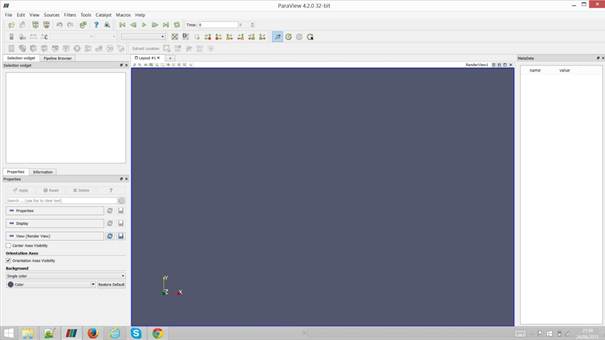 ParaView 4.2.0 32-bit
File Edit View Sources Filters Tools Catalyst Macros Help
Time: 0
Selection widget Pipeline Browser
Layout #1
RenderView1
MetaData
Selection widget
name value
Properties Information
Properties
Apply Reset Delete ?
Search ... (use Esc to clear text)
Properties
Display
View (Render View)
Center Axes Visibility
Orientation Axes
Orientation Axes Visibility
Background
Single color
Color Restore Default
Y
Z X